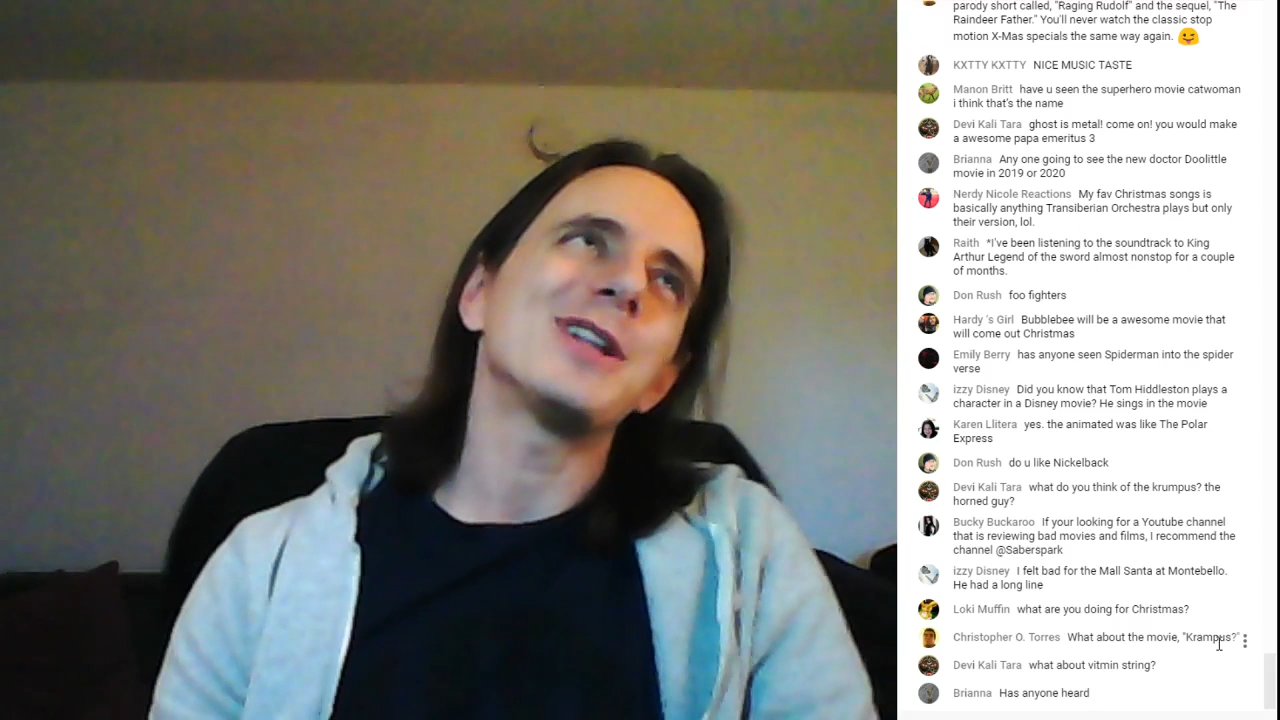 parody short called, "Raging Rudolf" and the sequel, "The
Raindeer Father." You'll never watch the classic stop
motion X-Mas specials the same way again. 😜
KXTTY KXTTY NICE MUSIC TASTE
Manon Britt have u seen the superhero movie catwoman
i think that's the name
Devi Kali Tara ghost is metal! come on! you would make
a awesome papa emeritus 3
Brianna Any one going to see the new doctor Doolittle
movie in 2019 or 2020
Nerdy Nicole Reactions My fav Christmas songs is
basically anything Transiberian Orchestra plays but only
their version, lol.
Raith *I've been listening to the soundtrack to King
Arthur Legend of the sword almost nonstop for a couple
of months.
Don Rush foo fighters
Hardy 's Girl Bubblebee will be a awesome movie that
will come out Christmas
Emily Berry has anyone seen Spiderman into the spider
verse
izzy Disney Did you know that Tom Hiddleston plays a
character in a Disney movie? He sings in the movie
Karen Llitera yes. the animated was like The Polar
Express
Don Rush do u like Nickelback
Devi Kali Tara what do you think of the krumpus? the
horned guy?
Bucky Buckaroo If your looking for a Youtube channel
that is reviewing bad movies and films, I recommend the
channel @Saberspark
izzy Disney I felt bad for the Mall Santa at Montebello.
He had a long line
Loki Muffin what are you doing for Christmas?
Christopher O. Torres What about the movie, "Krampus?"
Devi Kali Tara what about vitmin string?
Brianna Has anyone heard